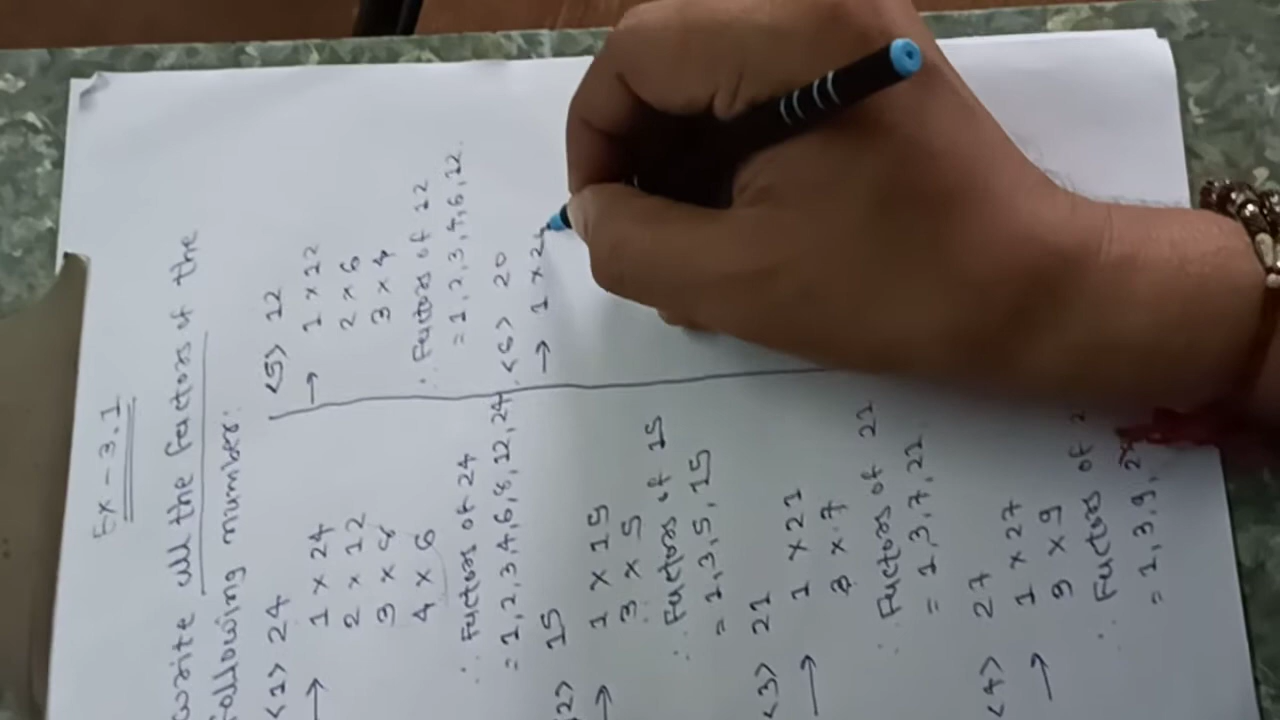 Ex - 3.1
write all the factors of the
following number:
<1> 24
→ 1 × 24
2 × 12
3 × 8
4 × 6
∴ Factors of 24
= 1, 2, 3, 4, 6, 8, 12, 24.
<2> 15
→ 1 × 15
3 × 5
∴ Factors of 15
= 1, 3, 5, 15
<3> 21
→ 1 × 21
3 × 7
∴ Factors of 21
= 1, 3, 7, 21.
<4> 27
→ 1 × 27
3 × 9
∴ Factors of 2
= 1, 3, 9, 2
<5> 12
→ 1 × 12
2 × 6
3 × 4
∴ Factors of 12
= 1, 2, 3, 4, 6, 12.
<6> 20
→ 1 × 2